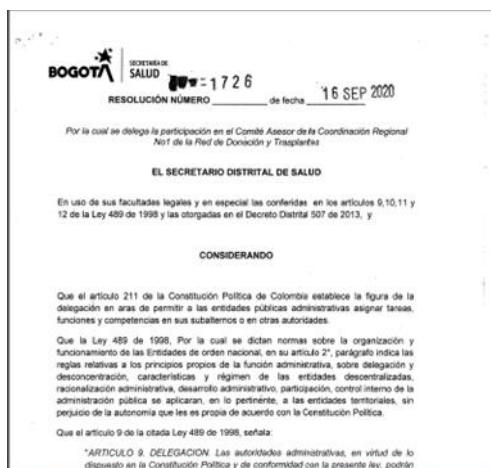 BOGOTÁ
SECRETARÍA DE
SALUD
1726
RESOLUCIÓN NÚMERO de fecha 16 SEP 2020
Por la cual se delega la participación en el Comité Asesor de la Coordinación Regional
No1 de la Red de Donación y Trasplantes
EL SECRETARIO DISTRITAL DE SALUD
En uso de sus facultades legales y en especial las conferidas en los artículos 9,10,11 y
12 de la Ley 489 de 1998 y las otorgadas en el Decreto Distrital 507 de 2013, y
CONSIDERANDO
Que el artículo 211 de la Constitución Política de Colombia establece la figura de la
delegación en aras de permitir a las entidades públicas administrativas asignar tareas,
funciones y competencias en sus subalternos o en otras autoridades.
Que la Ley 489 de 1998, Por la cual se dictan normas sobre la organización y
funcionamiento de las Entidades de orden nacional, en su artículo 2°, parágrafo indica las
reglas relativas a los principios propios de la función administrativa, sobre delegación y
desconcentración, características y régimen de las entidades descentralizadas,
racionalización administrativa, desarrollo administrativo, participación, control interno de la
administración pública se aplicaran, en lo pertinente, a las entidades territoriales, sin
perjuicio de la autonomía que les es propia de acuerdo con la Constitución Política.
Que el artículo 9 de la citada Ley 489 de 1998, señala:
"ARTICULO 9. DELEGACION. Las autoridades administrativas, en virtud de lo
dispuesto en la Constitución Política y de conformidad con la presente ley, podrán